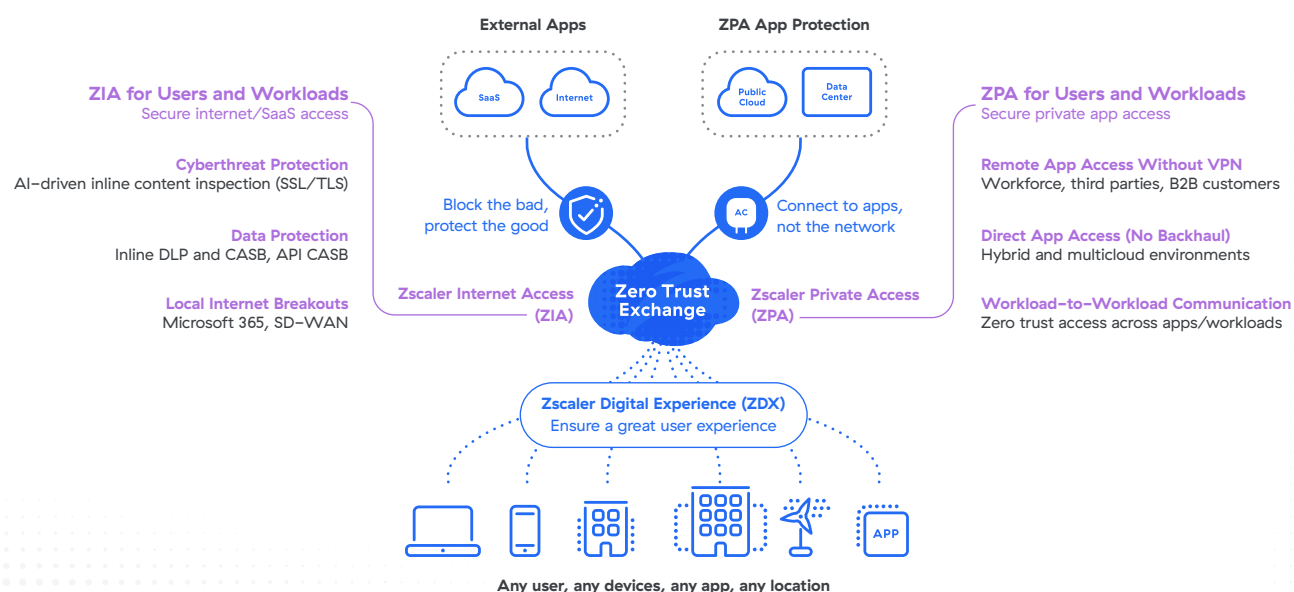 External Apps
ZPA App Protection
SaaS
Internet
Public
Cloud
Data
Center
ZIA for Users and Workloads
Secure internet/SaaS access
Cyberthreat Protection
AI-driven inline content inspection (SSL/TLS)
Data Protection
Inline DLP and CASB, API CASB
Local Internet Breakouts
Microsoft 365, SD-WAN
Block the bad,
protect the good
AC
Connect to apps,
not the network
Zscaler Internet Access
(ZIA)
Zero Trust
Exchange
Zscaler Private Access
(ZPA)
ZPA for Users and Workloads
Secure private app access
Remote App Access Without VPN
Workforce, third parties, B2B customers
Direct App Access (No Backhaul)
Hybrid and multicloud environments
Workload-to-Workload Communication
Zero trust access across apps/workloads
Zscaler Digital Experience (ZDX)
Ensure a great user experience
APP
Any user, any devices, any app, any location